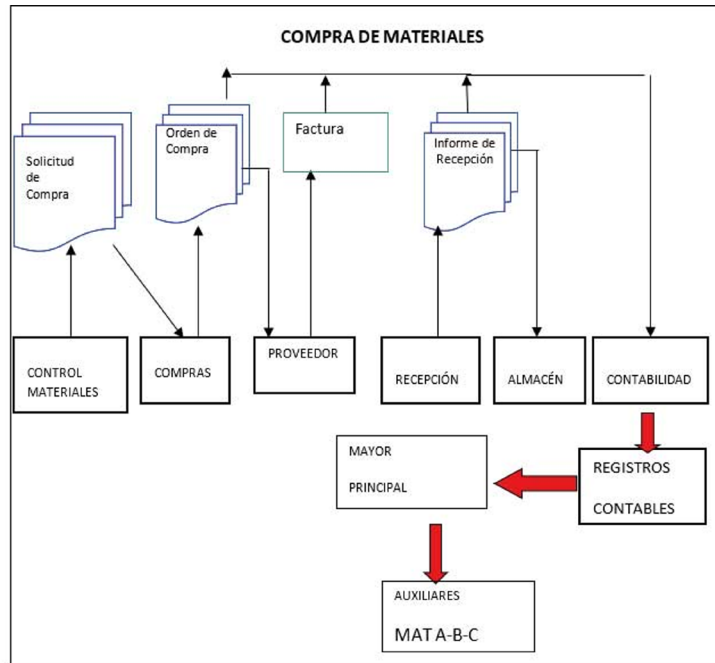 COMPRA DE MATERIALES
Solicitud
de
Compra
Orden de
Compra
Factura
Informe de
Recepción
CONTROL
MATERIALES
COMPRAS
PROVEEDOR
RECEPCIÓN
ALMACÉN
CONTABILIDAD
MAYOR
PRINCIPAL
REGISTROS
CONTABLES
AUXILIARES
MAT A-B-C